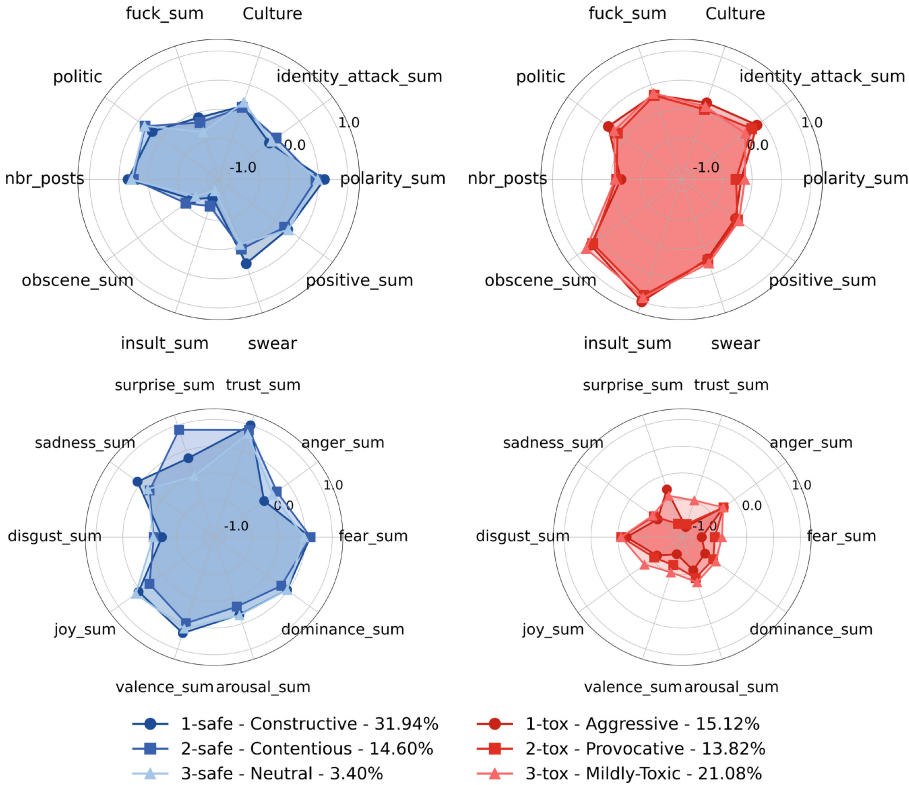 fuck_sum Culture
politic
identity_attack_sum
1.0
0.0
-1.0
nbr_posts
polarity_sum
obscene_sum
positive_sum
insult_sum
swear
fuck_sum Culture
politic
identity_attack_sum
1.0
0.0
-1.0
nbr_posts
polarity_sum
obscene_sum
positive_sum
insult_sum
swear
surprise_sum trust_sum
sadness_sum
anger_sum
1.0
0.0
-1.0
disgust_sum
fear_sum
joy_sum
dominance_sum
valence_sum arousal_sum
surprise_sum trust_sum
sadness_sum
anger_sum
1.0
0.0
-1.0
disgust_sum
fear_sum
joy_sum
dominance_sum
valence_sum arousal_sum
1-safe - Constructive - 31.94%
2-safe - Contentious - 14.60%
3-safe - Neutral - 3.40%
1-tox - Aggressive - 15.12%
2-tox - Provocative - 13.82%
3-tox - Mildly-Toxic - 21.08%